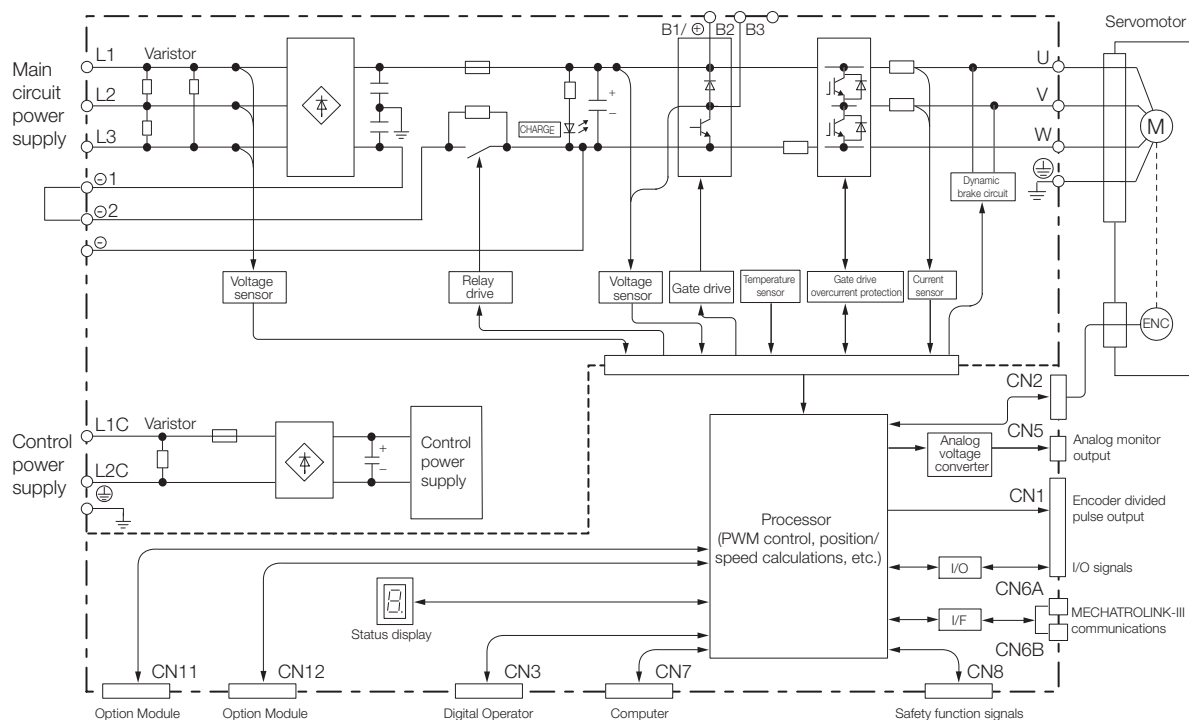 B1/ ⊕ B2 B3
Servomotor
Main
circuit
power
supply
L1
L2
L3
Varistor
⊖1
⊖2
⊖
CHARGE
+
–
U
V
W
M
ENC
Dynamic
brake circuit
Voltage
sensor
Relay
drive
Voltage
sensor
Gate drive
Temperature
sensor
Gate drive
overcurrent protection
Current
sensor
Control
power
supply
L1C
L2C
Varistor
+
–
Control
power
supply
Processor
(PWM control, position/
speed calculations, etc.)
CN2
CN5
Analog
voltage
converter
Analog monitor
output
CN1
Encoder divided
pulse output
I/O
I/O signals
CN6A
I/F
MECHATROLINK-III
communications
CN6B
8.
Status display
CN11
CN12
CN3
CN7
CN8
Option Module
Option Module
Digital Operator
Computer
Safety function signals